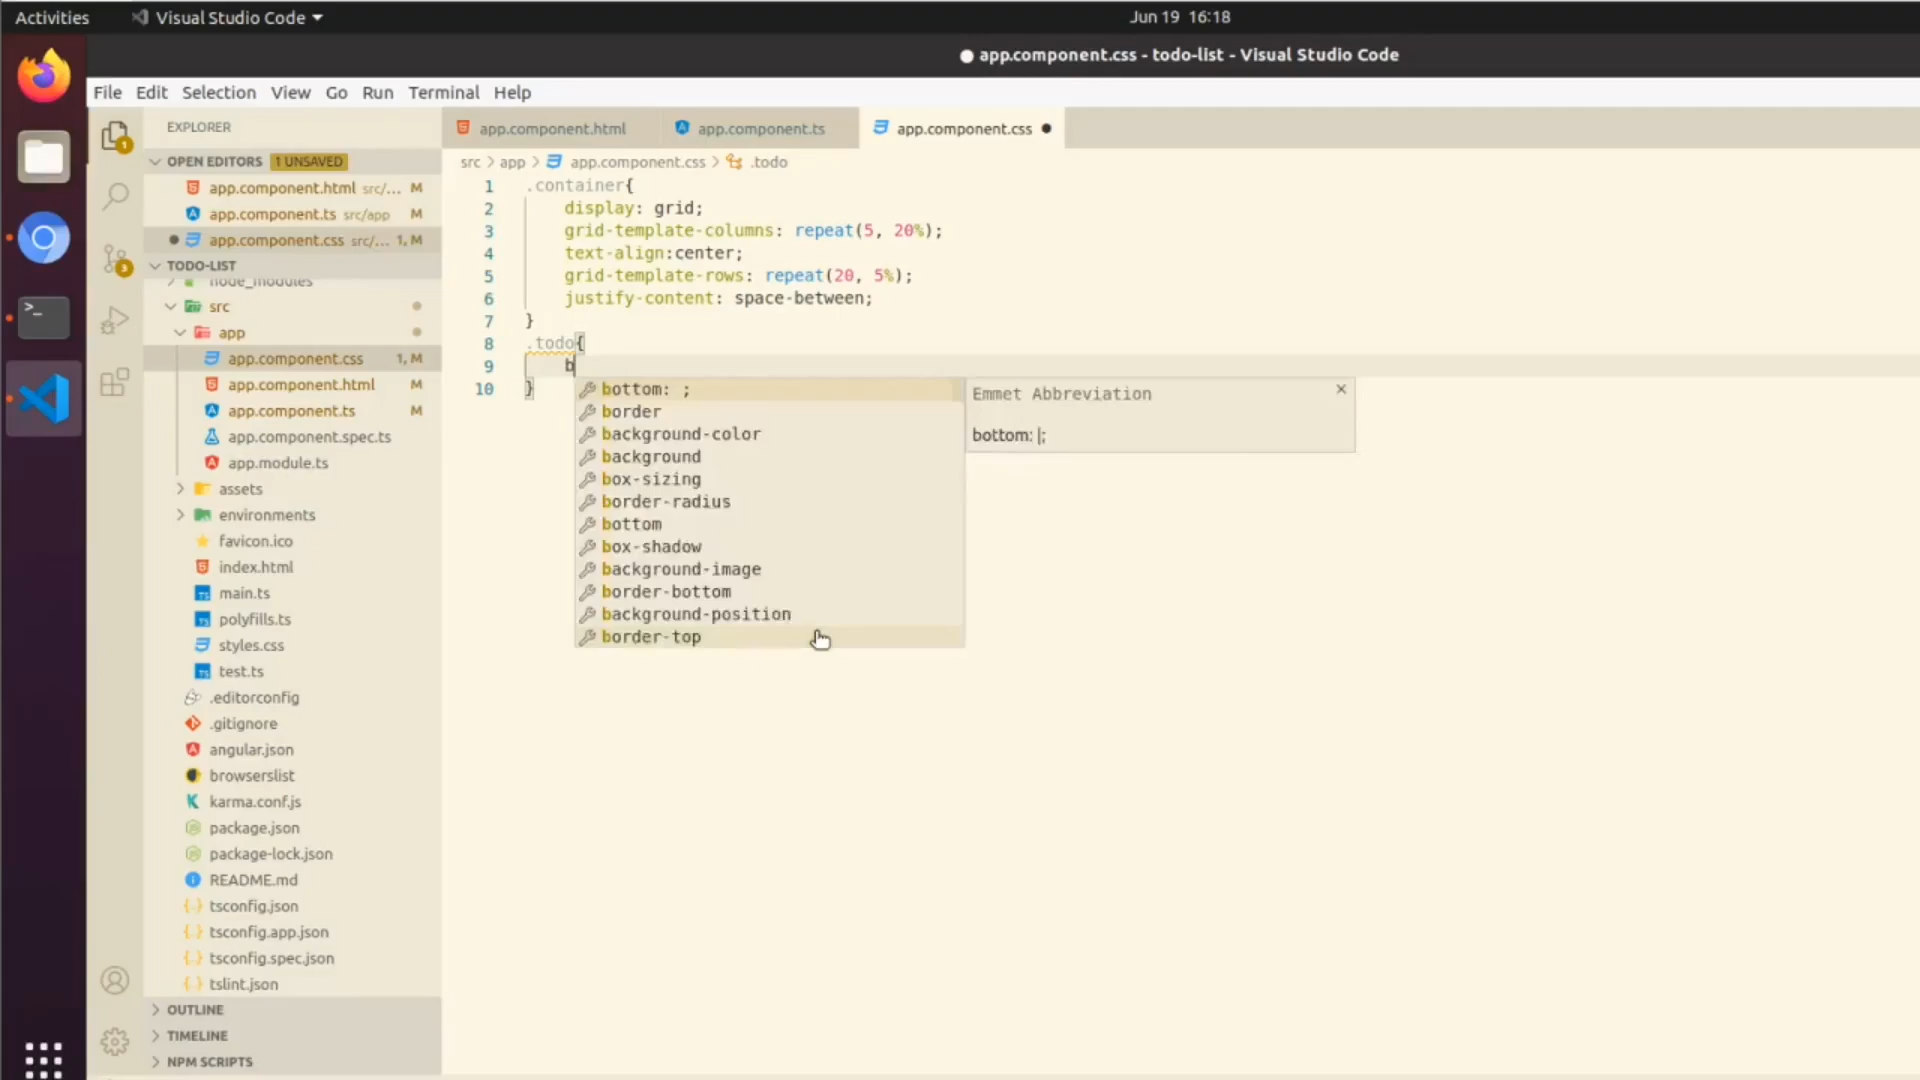 Activities
Visual Studio Code
Jun 19 16:18
app.component.css - todo-list - Visual Studio Code
File Edit Selection View Go Run Terminal Help
EXPLORER
OPEN EDITORS 1 UNSAVED
app.component.html src/... M
app.component.ts src/app M
app.component.css src/... 1, M
TODO-LIST
node_modules
src
app
app.component.css 1, M
app.component.html M
app.component.ts M
app.component.spec.ts
app.module.ts
assets
environments
favicon.ico
index.html
main.ts
polyfills.ts
styles.css
test.ts
.editorconfig
.gitignore
angular.json
browserslist
karma.conf.js
package.json
package-lock.json
README.md
tsconfig.json
tsconfig.app.json
tsconfig.spec.json
tslint.json
OUTLINE
TIMELINE
NPM SCRIPTS
1
3
app.component.html app.component.ts app.component.css
src > app > app.component.css > .todo
1 .container{
2 display: grid;
3 grid-template-columns: repeat(5, 20%);
4 text-align:center;
5 grid-template-rows: repeat(20, 5%);
6 justify-content: space-between;
7 }
8 .todo{
9 b
10 }
bottom: ;
border
background-color
background
box-sizing
border-radius
bottom
box-shadow
background-image
border-bottom
background-position
border-top
Emmet Abbreviation
bottom: |;